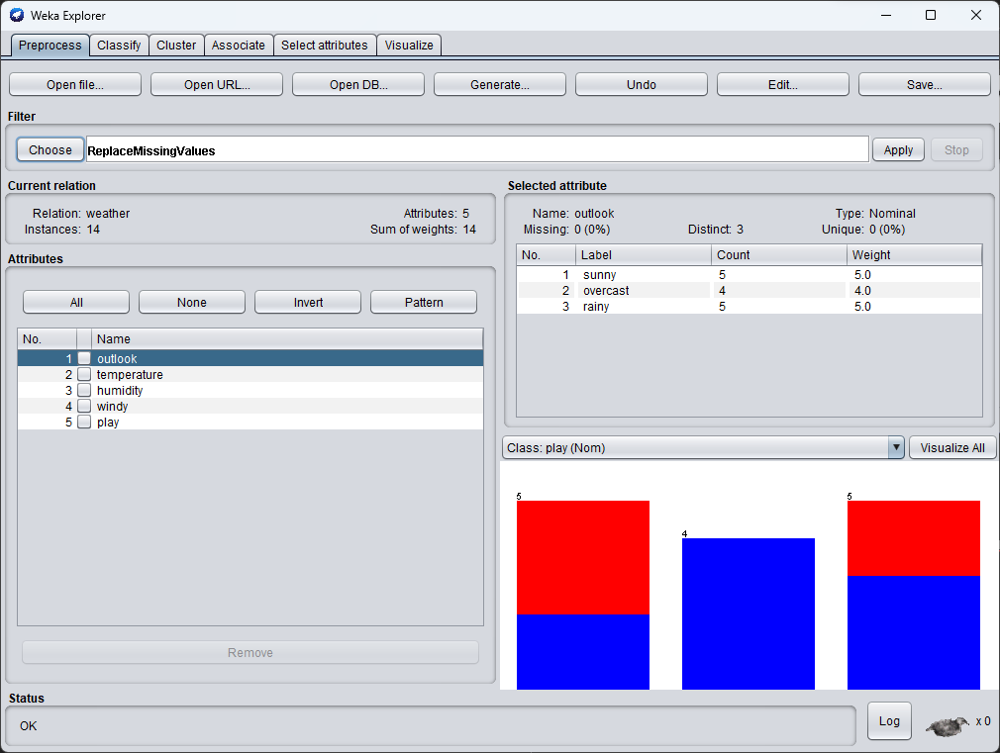 Weka Explorer
Preprocess Classify Cluster Associate Select attributes Visualize
Open file... Open URL... Open DB... Generate... Undo Edit... Save...
Filter
Choose ReplaceMissingValues Apply Stop
Current relation
Relation: weather Attributes: 5
Instances: 14 Sum of weights: 14
Attributes
All None Invert Pattern
No. Name
1 outlook
2 temperature
3 humidity
4 windy
5 play
Remove
Selected attribute
Name: outlook Type: Nominal
Missing: 0 (0%) Distinct: 3 Unique: 0 (0%)
No. Label Count Weight
1 sunny 5 5.0
2 overcast 4 4.0
3 rainy 5 5.0
Class: play (Nom) Visualize All
5 4 5
Status
OK
Log x 0